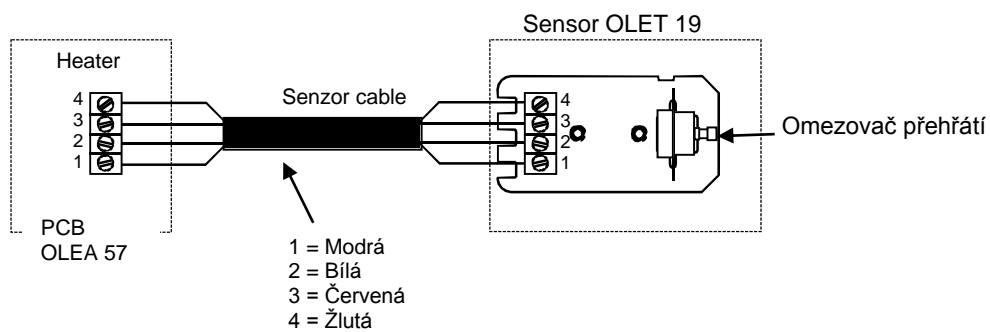 Sensor OLET 19
Heater
Senzor cable
4
3
2
1
4
3
2
1
Omezovač přehřátí
PCB
OLEA 57
1 = Modrá
2 = Bílá
3 = Červená
4 = Žlutá